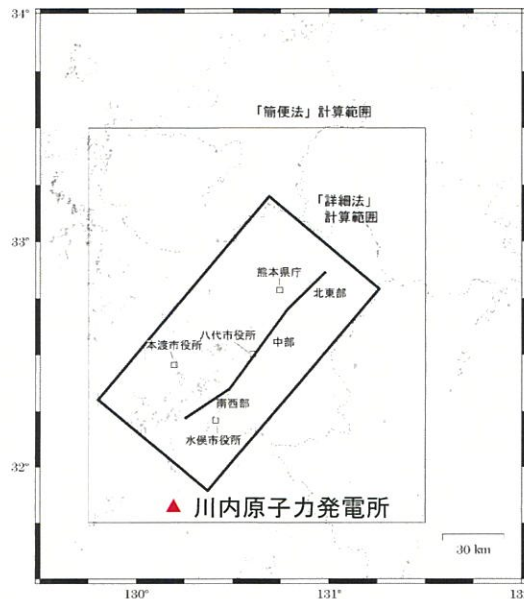 34°
「簡便法」計算範囲
「詳細法」
計算範囲
33°
熊本県庁
北東部
八代市役所
本渡市役所
中部
南西部
水俣市役所
32°
川内原子力発電所
30 km
130°
131°
13